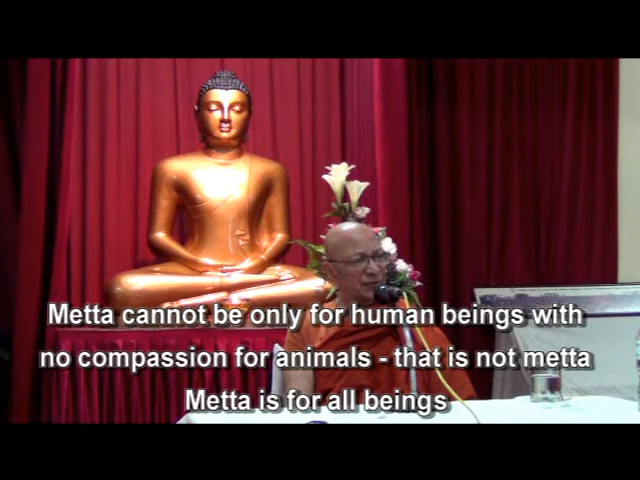 Metta cannot be only for human beings with
no compassion for animals - that is not metta
Metta is for all beings